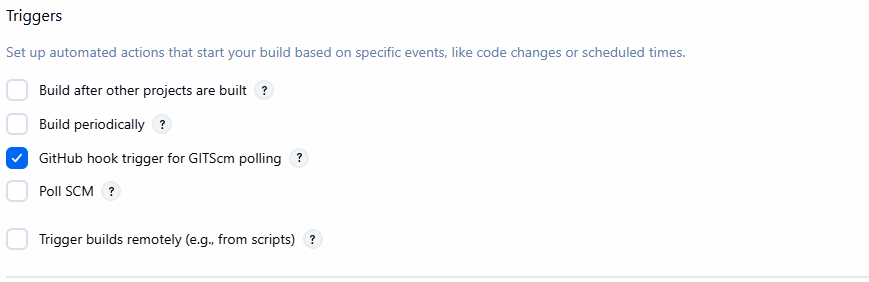 Triggers
Set up automated actions that start your build based on specific events, like code changes or scheduled times.
Build after other projects are built ?
Build periodically ?
GitHub hook trigger for GITScm polling ?
Poll SCM ?
Trigger builds remotely (e.g., from scripts) ?